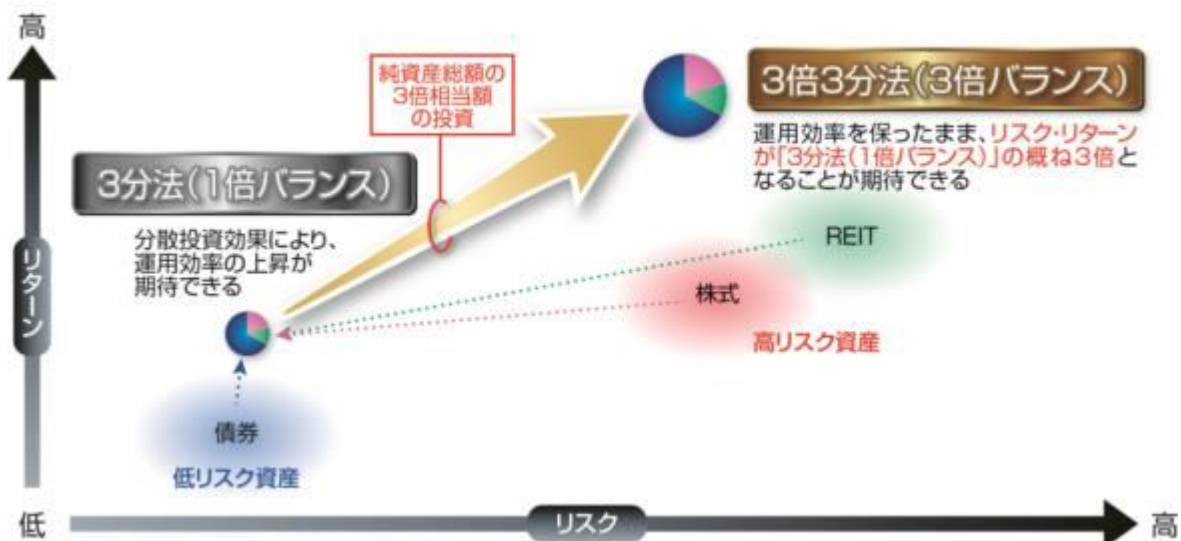 高
純資産総額の
3倍相当額
の投資
3倍3分法(3倍バランス)
運用効率を保ったまま、リスク・リターン
が「3分法(1倍バランス)」の概ね3倍と
なることが期待できる
3分法(1倍バランス)
分散投資効果により、
運用効率の上昇が
期待できる
リターン
REIT
株式
高リスク資産
債券
低リスク資産
低
リスク
高